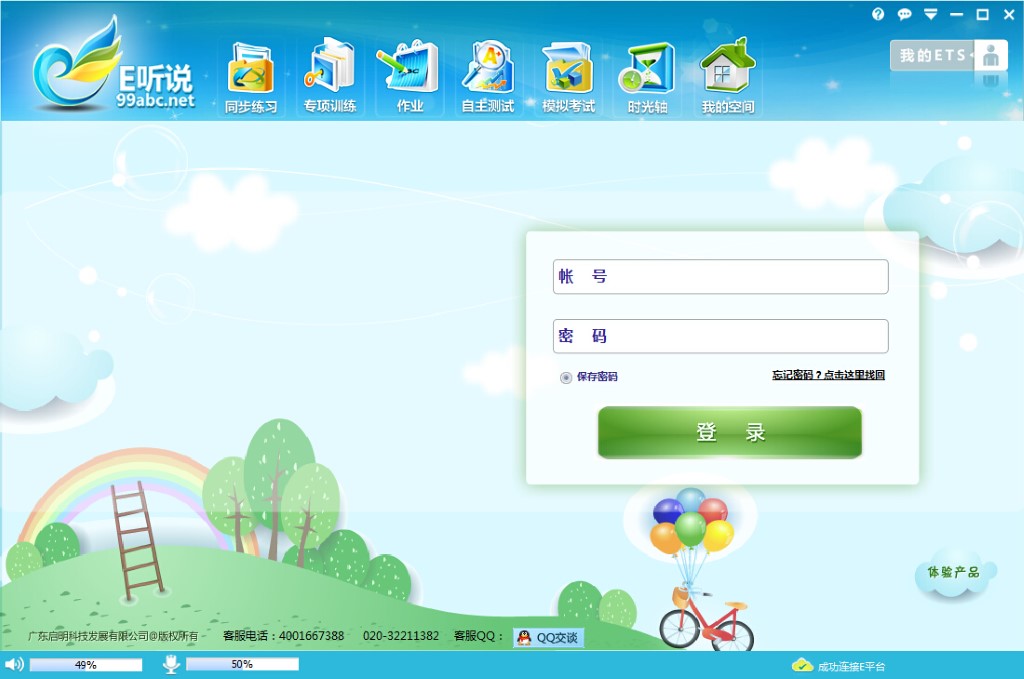 E听说
99abc.net
同步练习
专项训练
作业
自主测试
模拟考试
时光轴
我的空间
我的ETS
帐 号
密 码
保存密码
忘记密码？点击这里找回
登 录
体验产品
广东启明科技发展有限公司@版权所有
客服电话：4001667388 020-32211382 客服QQ： QQ交谈
49%
50%
成功连接E平台